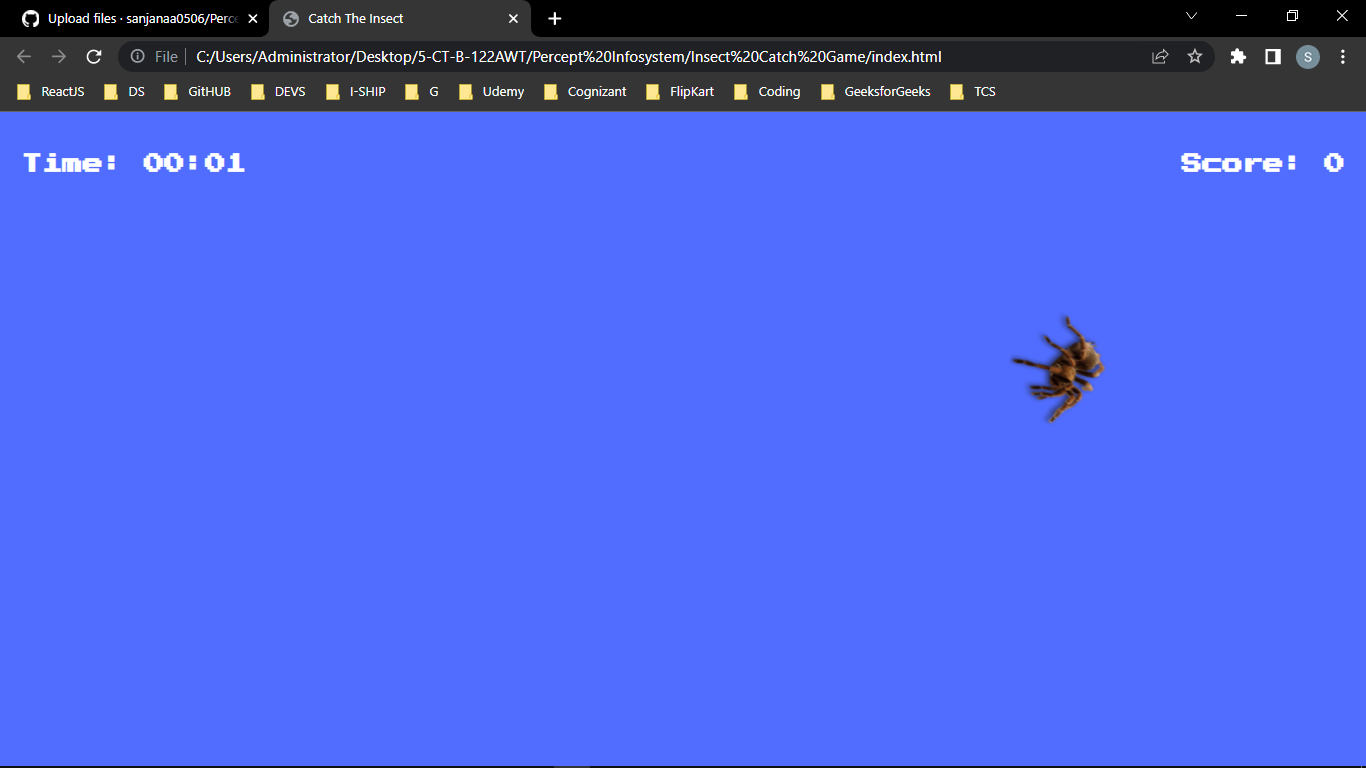 Upload files · sanjanaa0506/Perce
Catch The Insect
File
C:/Users/Administrator/Desktop/5-CT-B-122AWT/Percept%20Infosystem/Insect%20Catch%20Game/index.html
S
ReactJS DS GitHUB DEVS I-SHIP G Udemy Cognizant FlipKart Coding GeeksforGeeks TCS
Time: 00:01
Score: 0